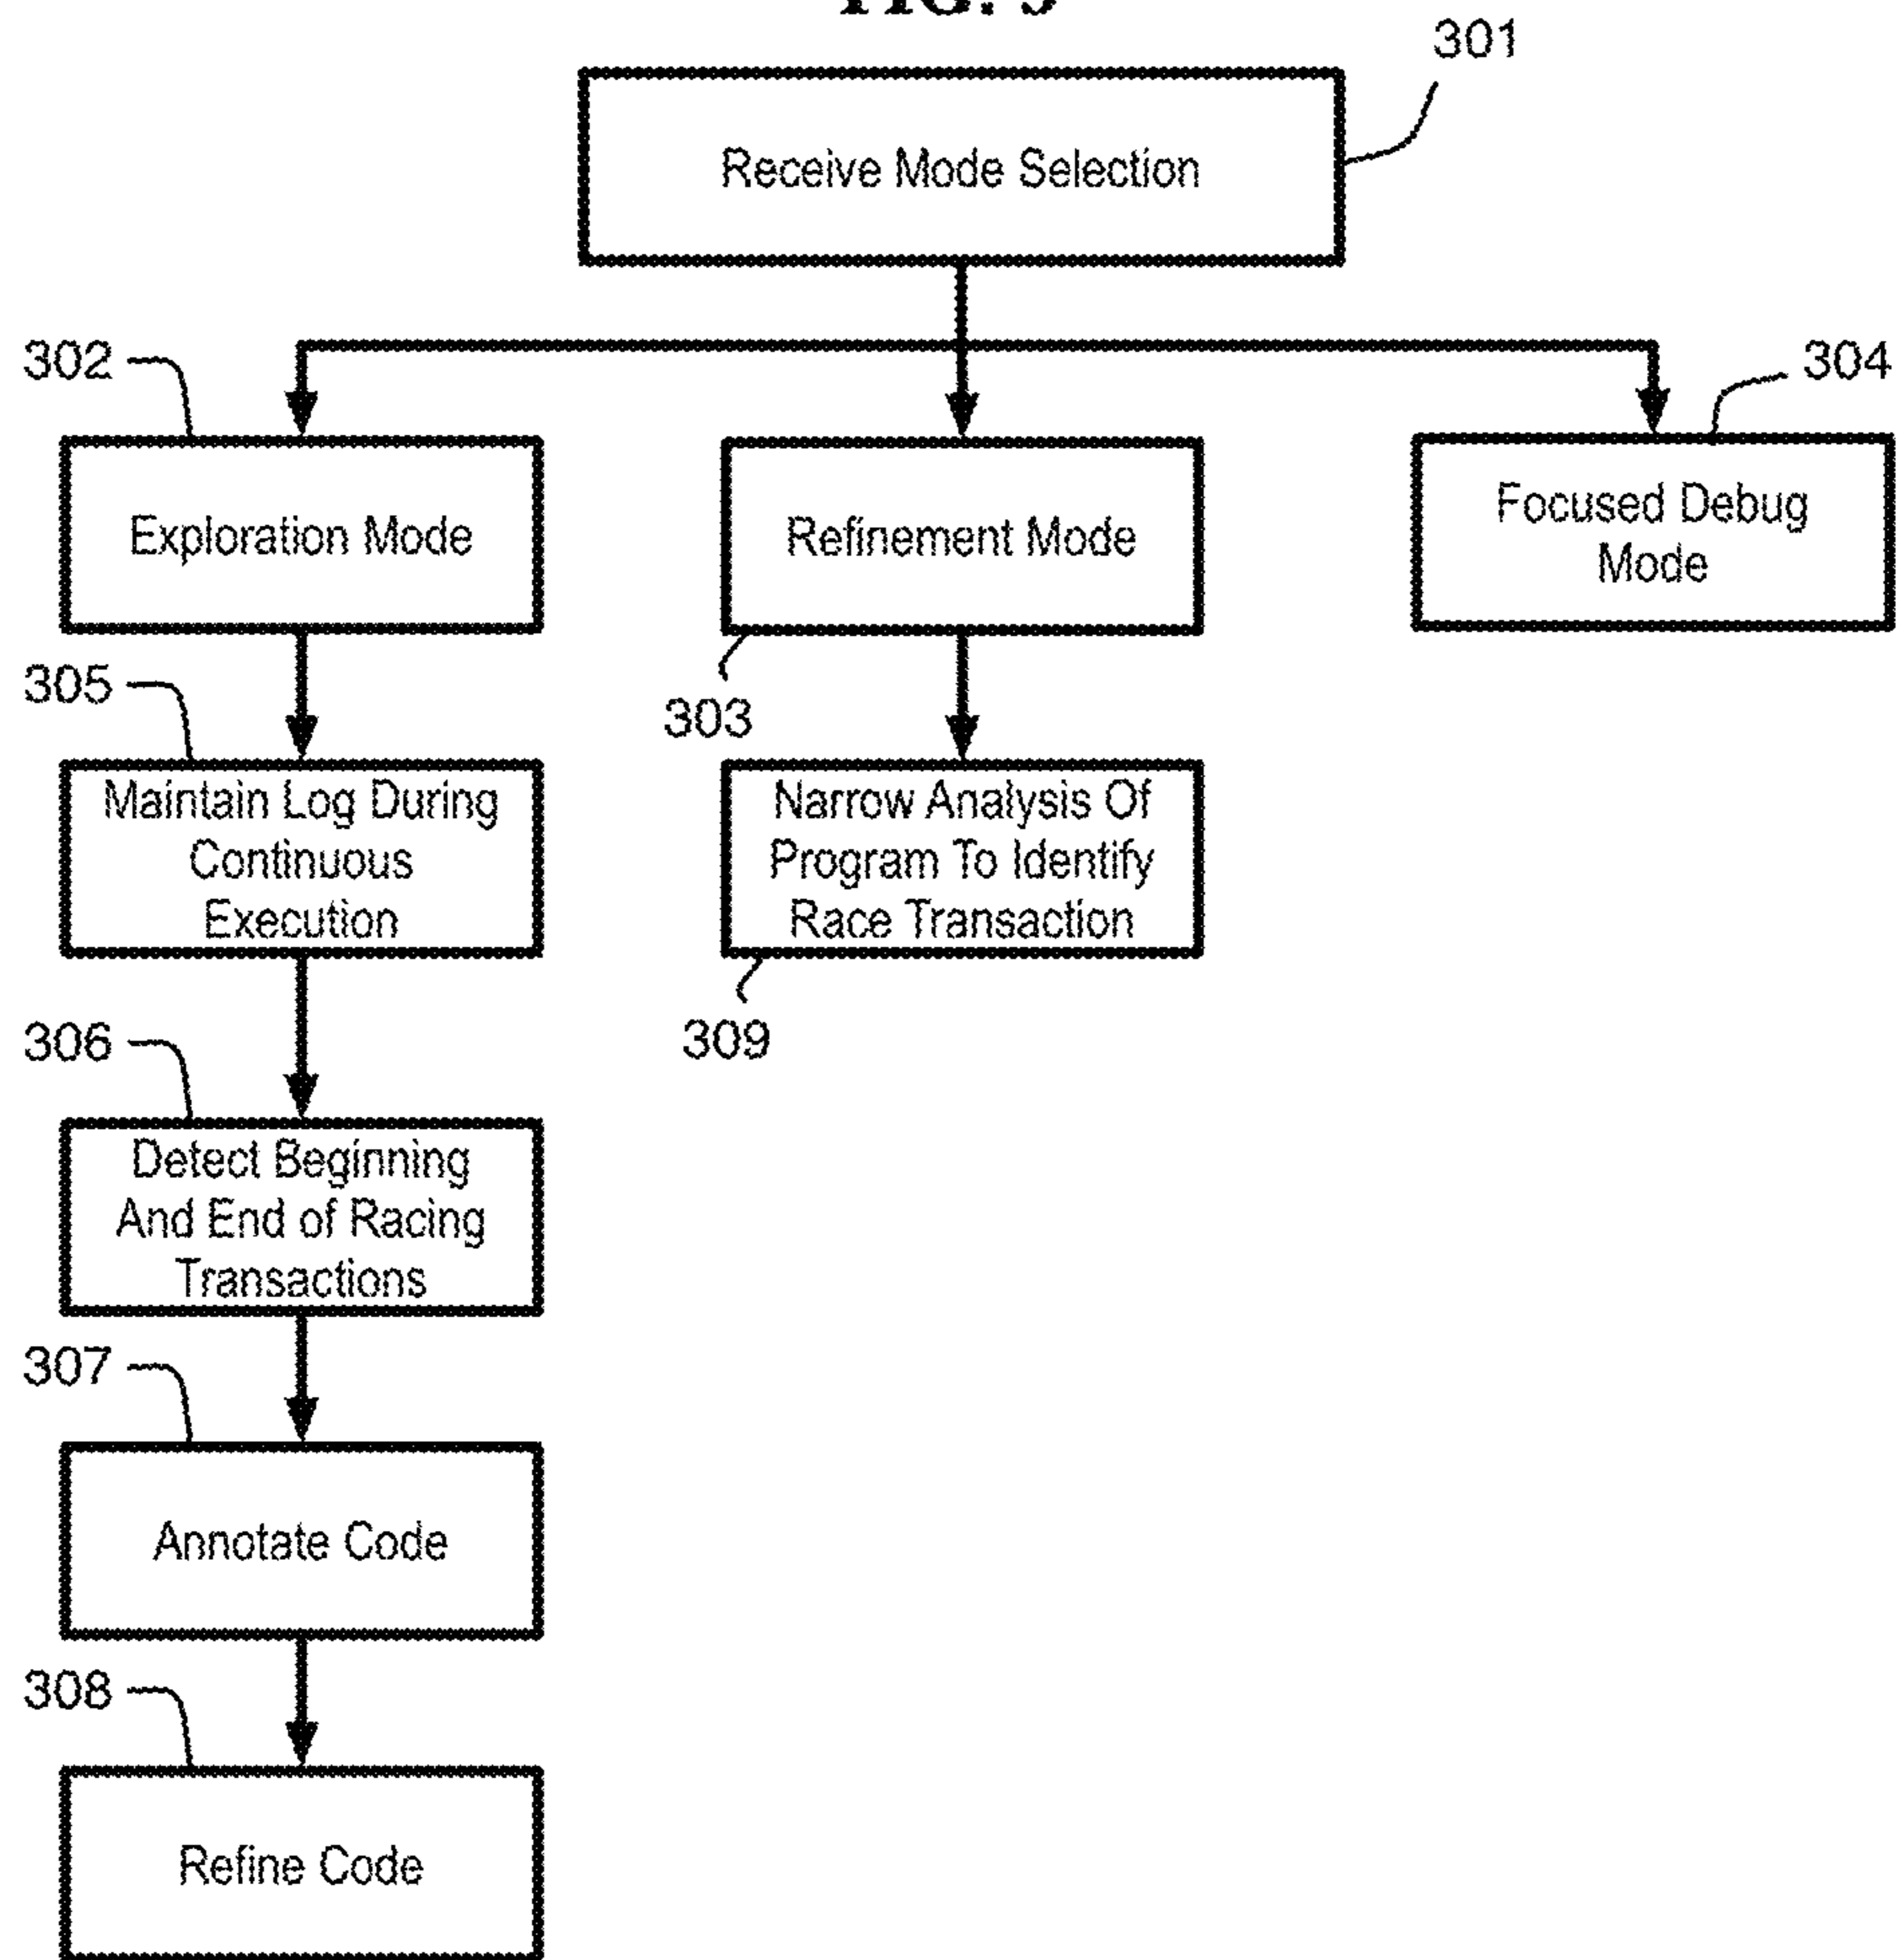 FIG. 3
301
Receive Mode Selection
302
304
Exploration Mode
Refinement Mode
Focused Debug
Mode
305
303
Maintain Log During
Continuous
Execution
Narrow Analysis Of
Program To Identify
Race Transaction
306
309
Detect Beginning
And End of Racing
Transactions
307
Annotate Code
308
Refine Code